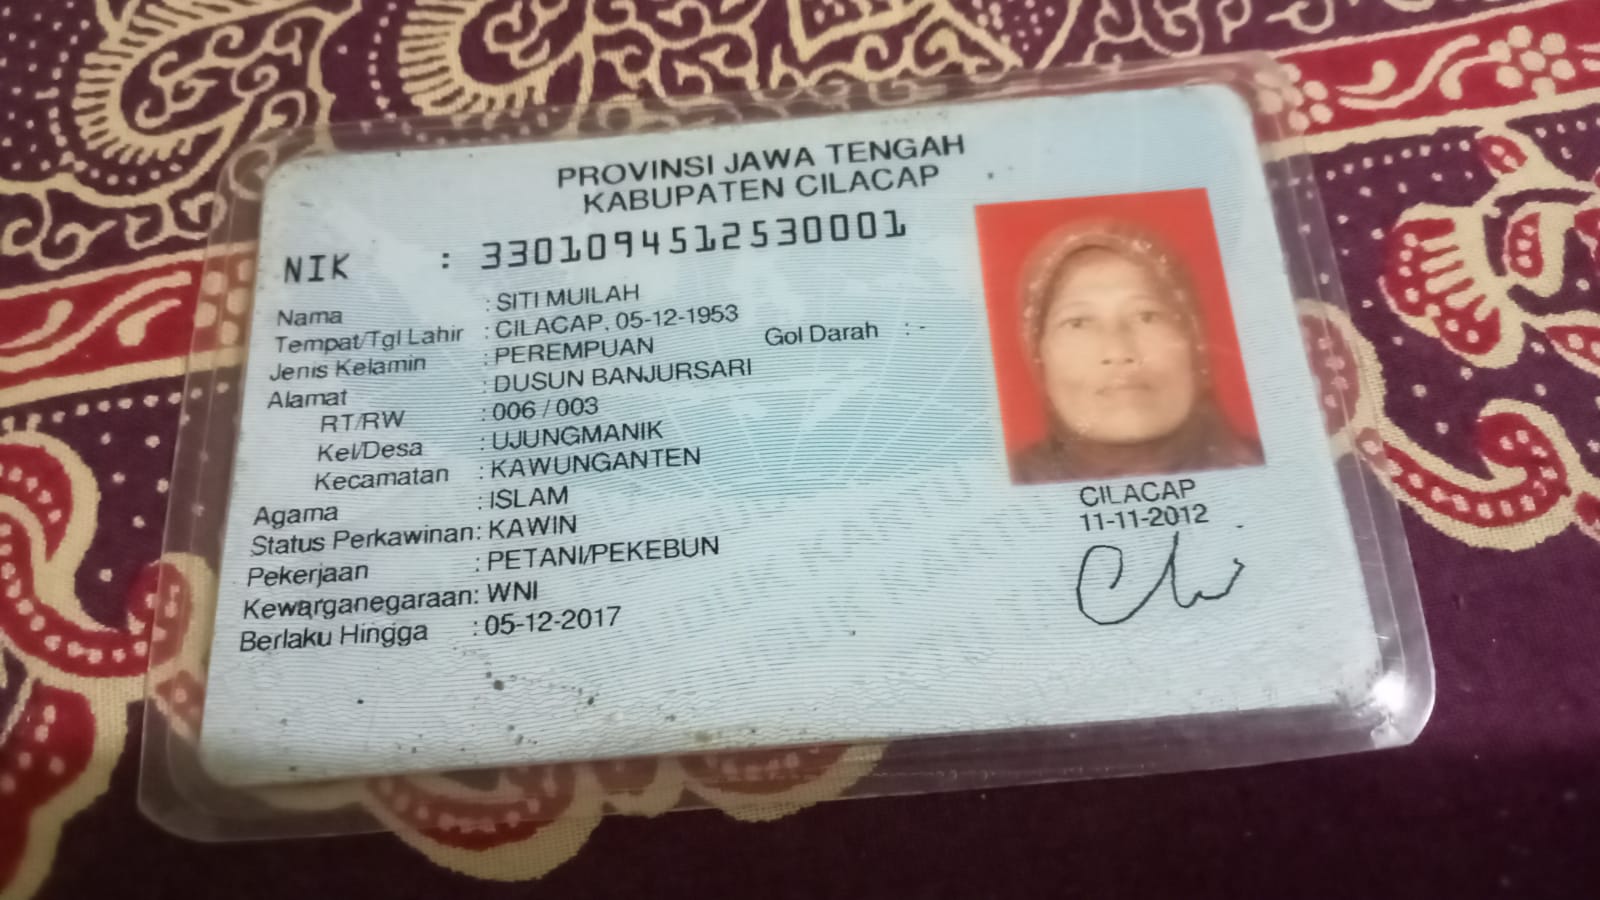 PROVINSI JAWA TENGAH
KABUPATEN CILACAP
NIK : 3301094512530001
Nama : SITI MUILAH
Tempat/Tgl Lahir : CILACAP, 05-12-1953
Jenis Kelamin : PEREMPUAN Gol Darah : -
Alamat : DUSUN BANJURSARI
RT/RW : 006 / 003
Kel/Desa : UJUNGMANIK
Kecamatan : KAWUNGANTEN
Agama : ISLAM
Status Perkawinan: KAWIN
Pekerjaan : PETANI/PEKEBUN
Kewarganegaraan: WNI
Berlaku Hingga : 05-12-2017
CILACAP
11-11-2012